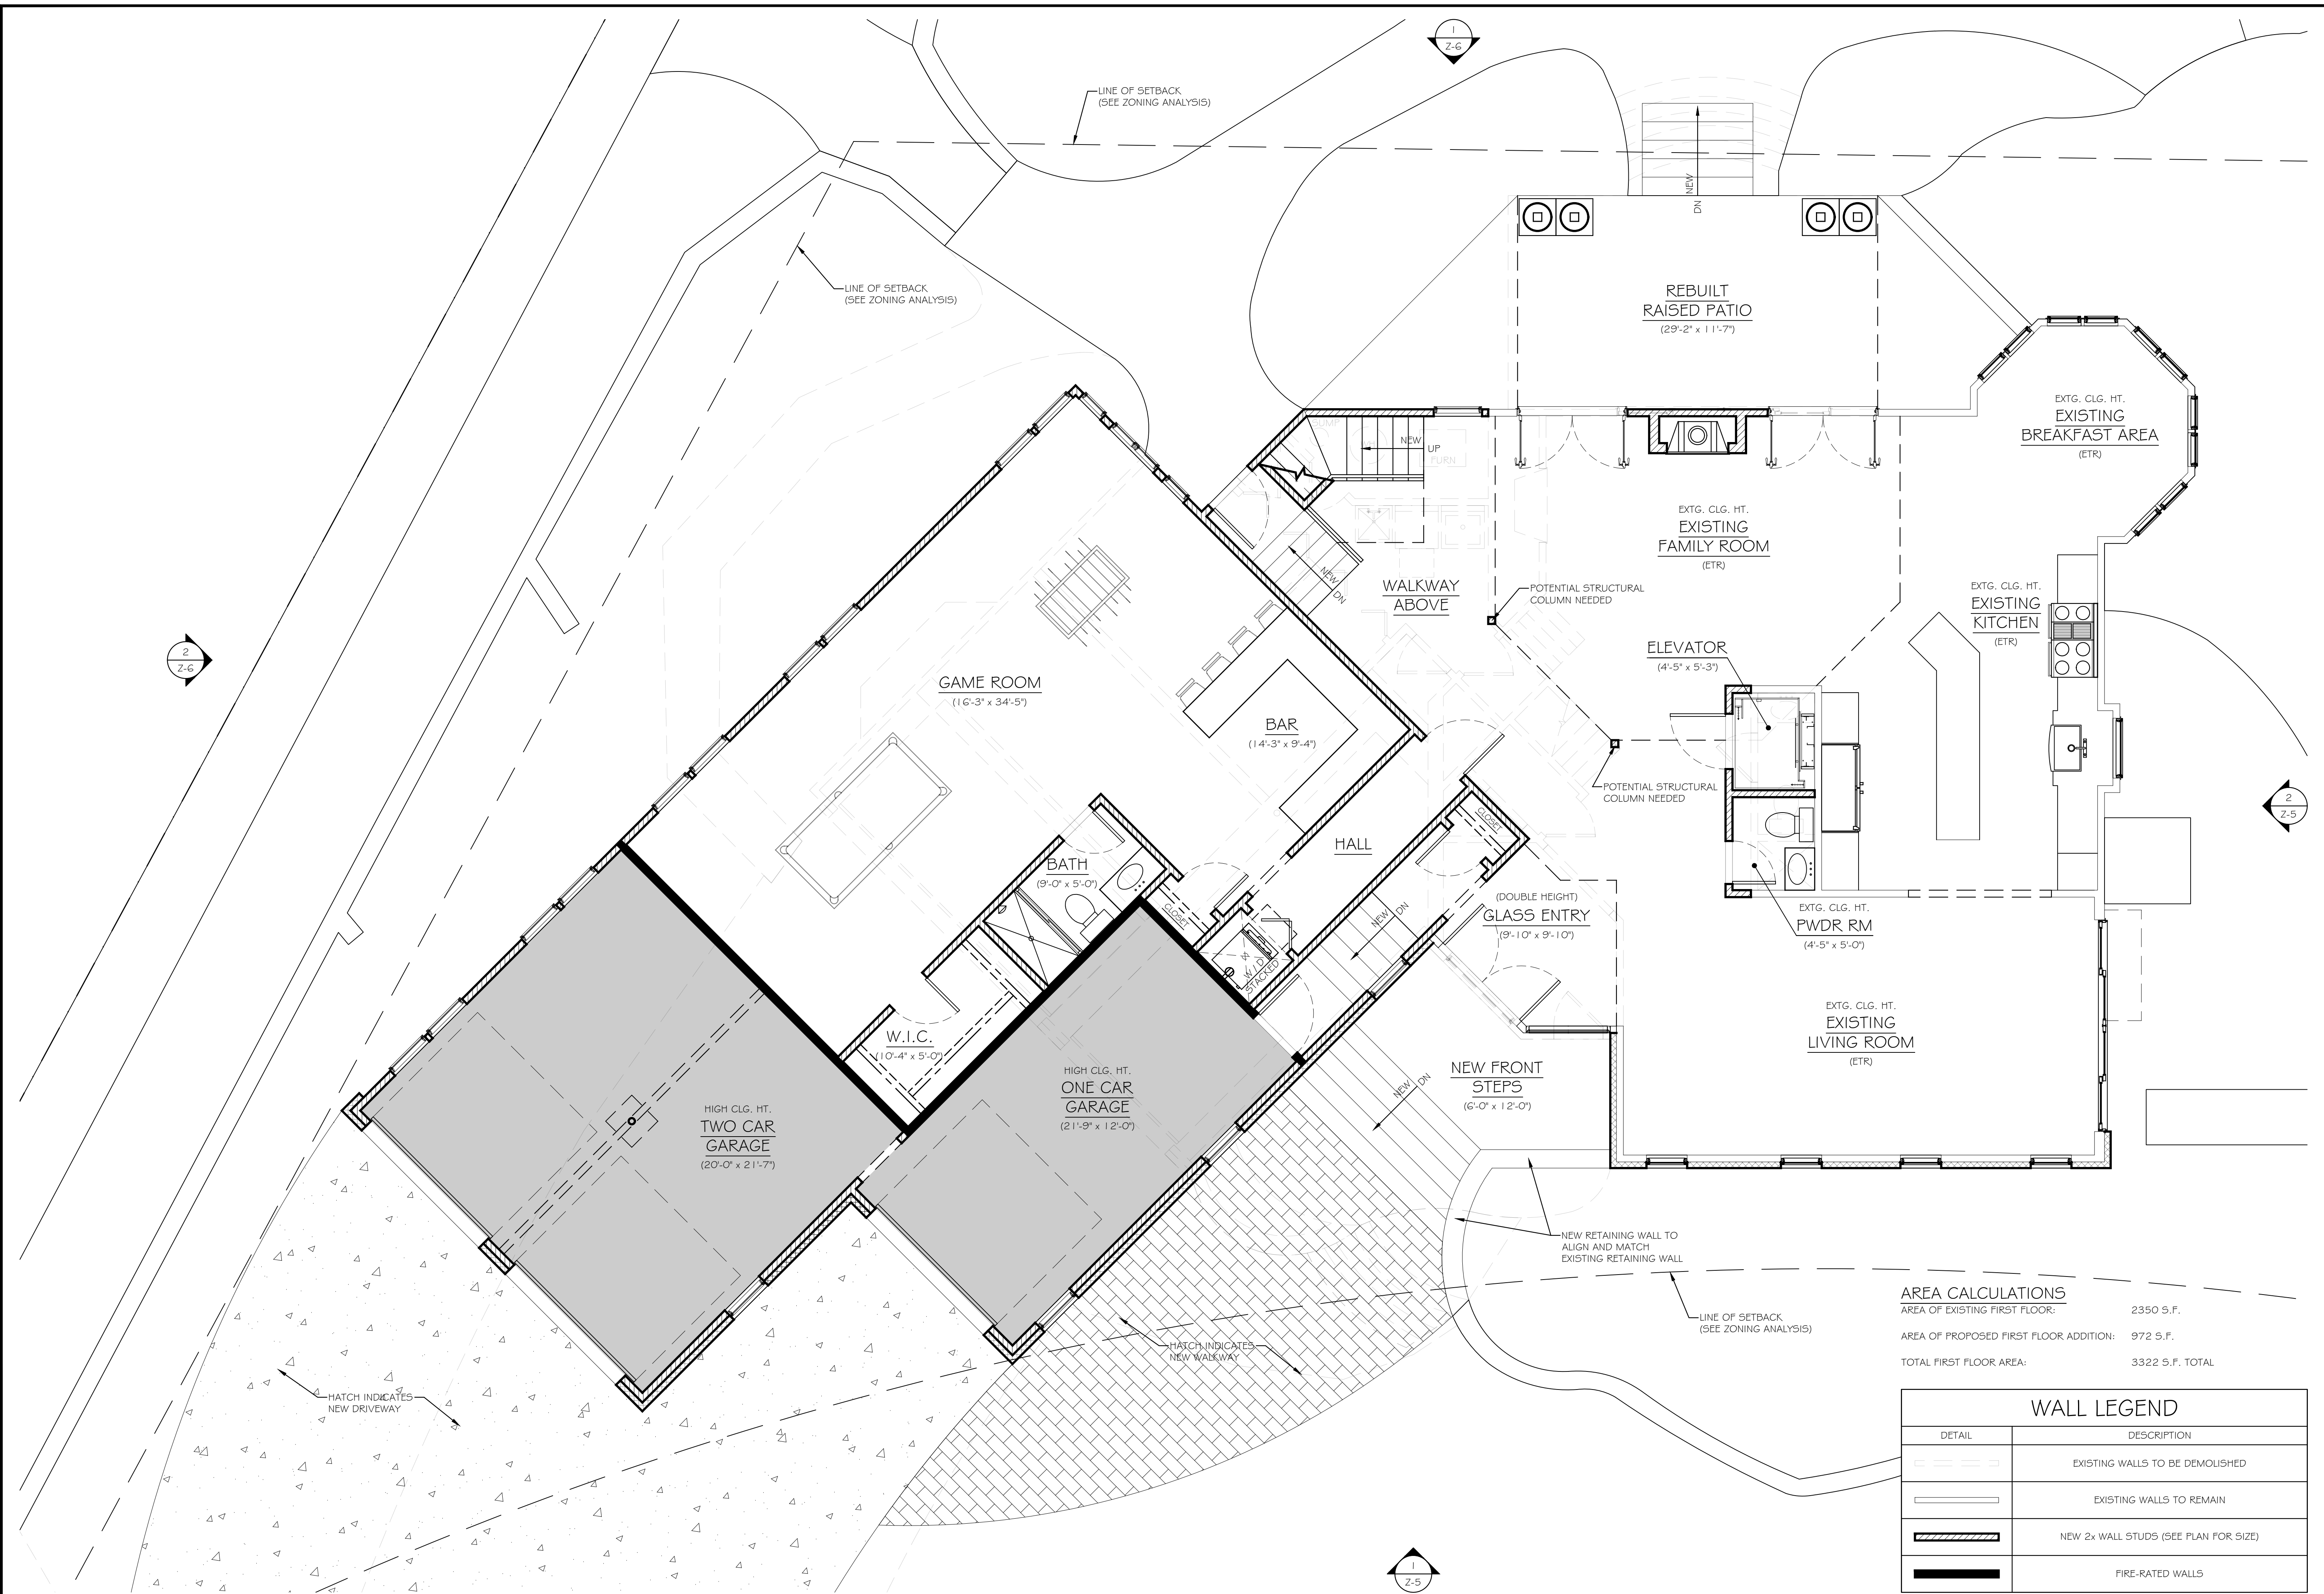 1
Z-6
LINE OF SETBACK
(SEE ZONING ANALYSIS)
NEW
DN
LINE OF SETBACK
(SEE ZONING ANALYSIS)
REBUILT
RAISED PATIO
(29'-2" x 11'-7")
EXTG. CLG. HT.
EXISTING
BREAKFAST AREA
(ETR)
SUMP
NEW
UP
FURN
EXTG. CLG. HT.
EXISTING
FAMILY ROOM
(ETR)
NEW
DN
WALKWAY
ABOVE
POTENTIAL STRUCTURAL
COLUMN NEEDED
EXTG. CLG. HT.
EXISTING
KITCHEN
(ETR)
2
Z-6
ELEVATOR
(4'-5" x 5'-3")
GAME ROOM
(16'-3" x 34'-5")
BAR
(14'-3" x 9'-4")
POTENTIAL STRUCTURAL
COLUMN NEEDED
2
Z-5
CLOSET
HALL
BATH
(9'-0" x 5'-0")
CLOSET
(DOUBLE HEIGHT)
GLASS ENTRY
(9'-10" x 9'-10")
NEW
DN
EXTG. CLG. HT.
PWDR RM
(4'-5" x 5'-0")
S
W / D
STACKED
EXTG. CLG. HT.
EXISTING
LIVING ROOM
(ETR)
W.I.C.
(10'-4" x 5'-0")
HIGH CLG. HT.
ONE CAR
GARAGE
(21'-9" x 12'-0")
NEW FRONT
STEPS
(6'-0" x 12'-0")
NEW
DN
HIGH CLG. HT.
TWO CAR
GARAGE
(20'-0" x 21'-7")
NEW RETAINING WALL TO
ALIGN AND MATCH
EXISTING RETAINING WALL
LINE OF SETBACK
(SEE ZONING ANALYSIS)
HATCH INDICATES
NEW WALKWAY
HATCH INDICATES
NEW DRIVEWAY
AREA CALCULATIONS
AREA OF EXISTING FIRST FLOOR: 2350 S.F.
AREA OF PROPOSED FIRST FLOOR ADDITION: 972 S.F.
TOTAL FIRST FLOOR AREA: 3322 S.F. TOTAL
WALL LEGEND
DETAIL DESCRIPTION
EXISTING WALLS TO BE DEMOLISHED
EXISTING WALLS TO REMAIN
NEW 2x WALL STUDS (SEE PLAN FOR SIZE)
FIRE-RATED WALLS
1
Z-5